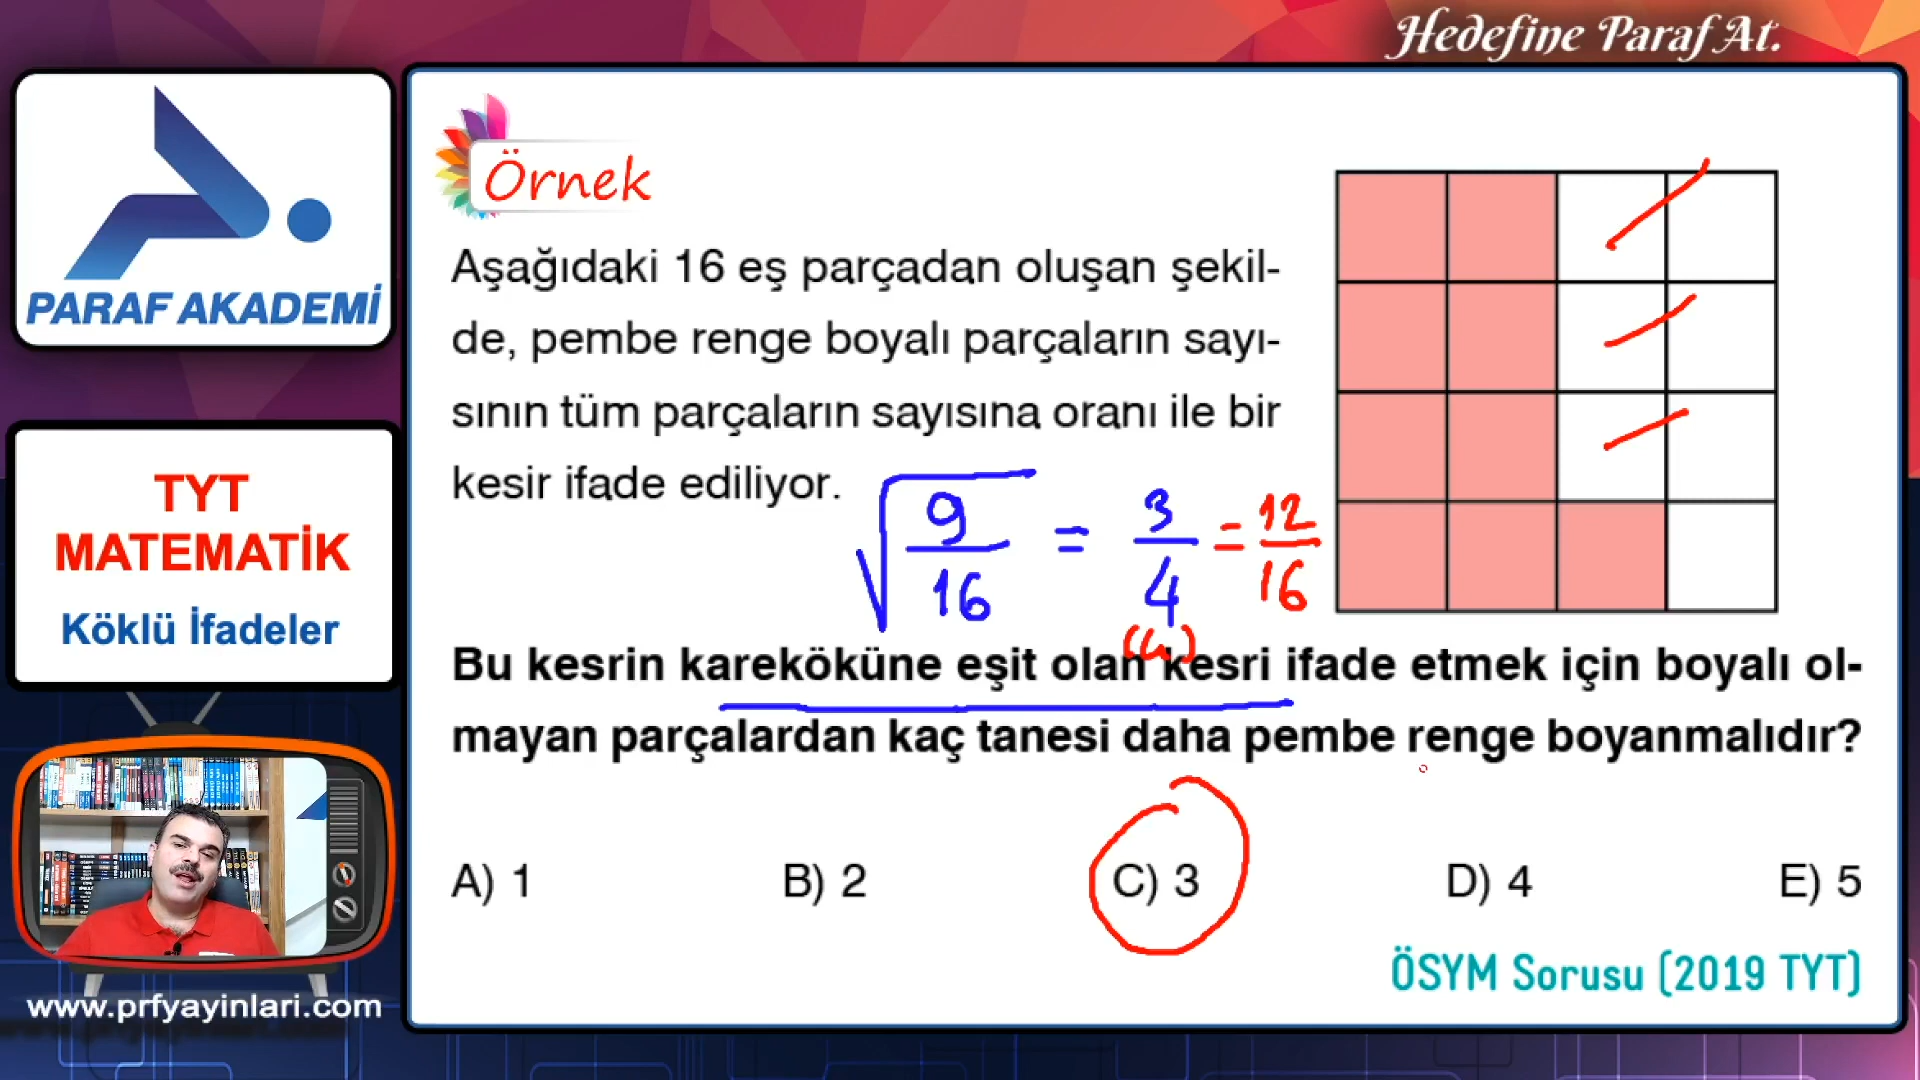 Hedefine Paraf At.
PARAF AKADEMİ
TYT
MATEMATİK
Köklü İfadeler
www.prfyayinlari.com
Örnek
Aşağıdaki 16 eş parçadan oluşan şekil-
de, pembe renge boyalı parçaların sayı-
sının tüm parçaların sayısına oranı ile bir
kesir ifade ediliyor.
√(9/16) = 3/4 = 12/16
(4)
Bu kesrin kareköküne eşit olan kesri ifade etmek için boyalı ol-
mayan parçalardan kaç tanesi daha pembe renge boyanmalıdır?
A) 1 B) 2 C) 3 D) 4 E) 5
ÖSYM Sorusu (2019 TYT)